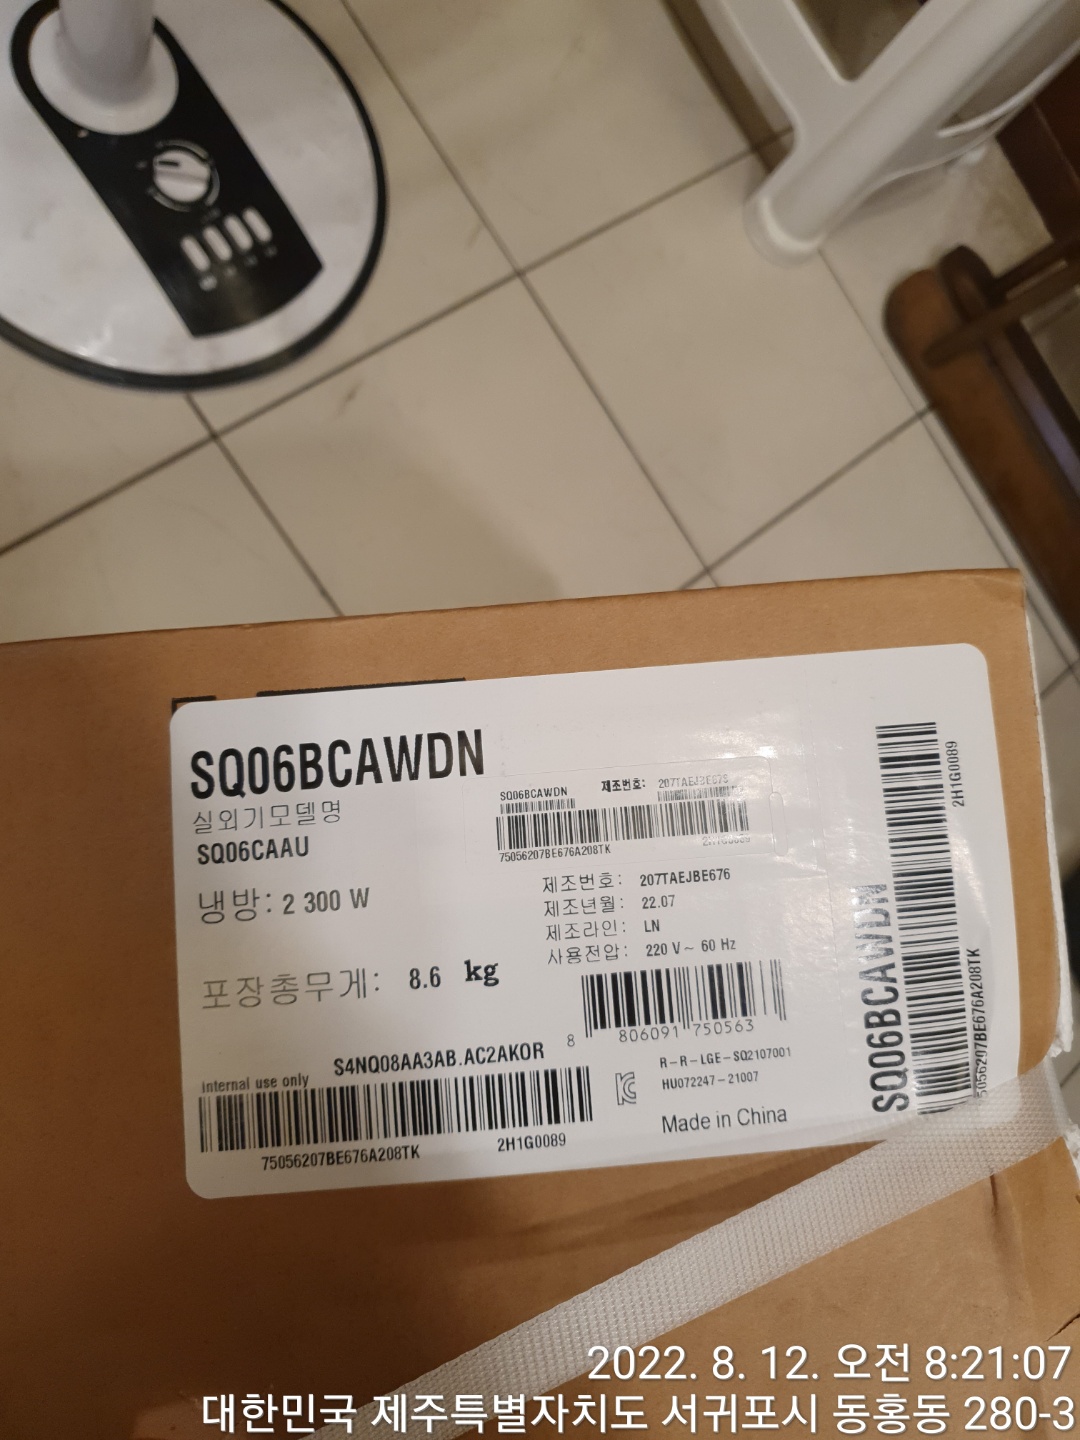 SQ06BCAWDN
실외기모델명
SQ06CAAU
냉방: 2 300 W
포장총무게: 8.6 kg
SQ06BCAWDN 제조번호:
75056207BE676A208TK 2H1G0089
제조번호: 207TAEJBE676
제조년월: 22.07
제조라인: LN
사용전압: 220 V~ 60 Hz
8 806091 750563
S4NQ08AA3AB.AC2AKOR
internal use only
75056207BE676A208TK 2H1G0089
R-R-LGE-SQ2107001
HU072247-21007
Made in China
SQ06BCAWDN
2H1G0089
2022. 8. 12. 오전 8:21:07
대한민국 제주특별자치도 서귀포시 동홍동 280-3